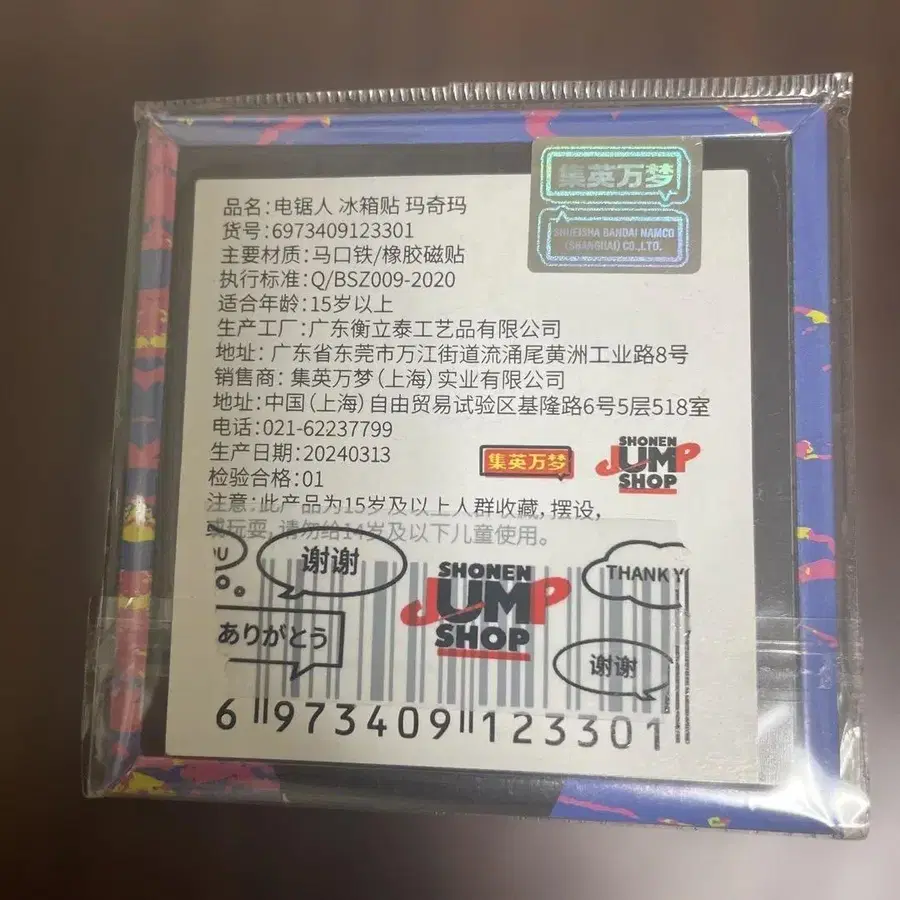 集英万梦
SHUEISHA BANDAI NAMCO
(SHANGHAI) CO.,LTD.
品名:电锯人 冰箱贴 玛奇玛
货号:6973409123301
主要材质:马口铁/橡胶磁贴
执行标准:Q/BSZ009-2020
适合年龄:15岁以上
生产工厂:广东衡立泰工艺品有限公司
地址: 广东省东莞市万江街道流涌尾黄洲工业路8号
销售商: 集英万梦(上海)实业有限公司
地址:中国(上海)自由贸易试验区基隆路6号5层518室
电话:021-62237799
生产日期:20240313
检验合格:01
集英万梦
SHONEN
JUMP
SHOP
注意:此产品为15岁及以上人群收藏,摆设,
或玩耍,请勿给14岁及以下儿童使用。
谢谢
SHONEN
JUMP
SHOP
THANK Y
ありがとう
谢谢
6 973409 123301